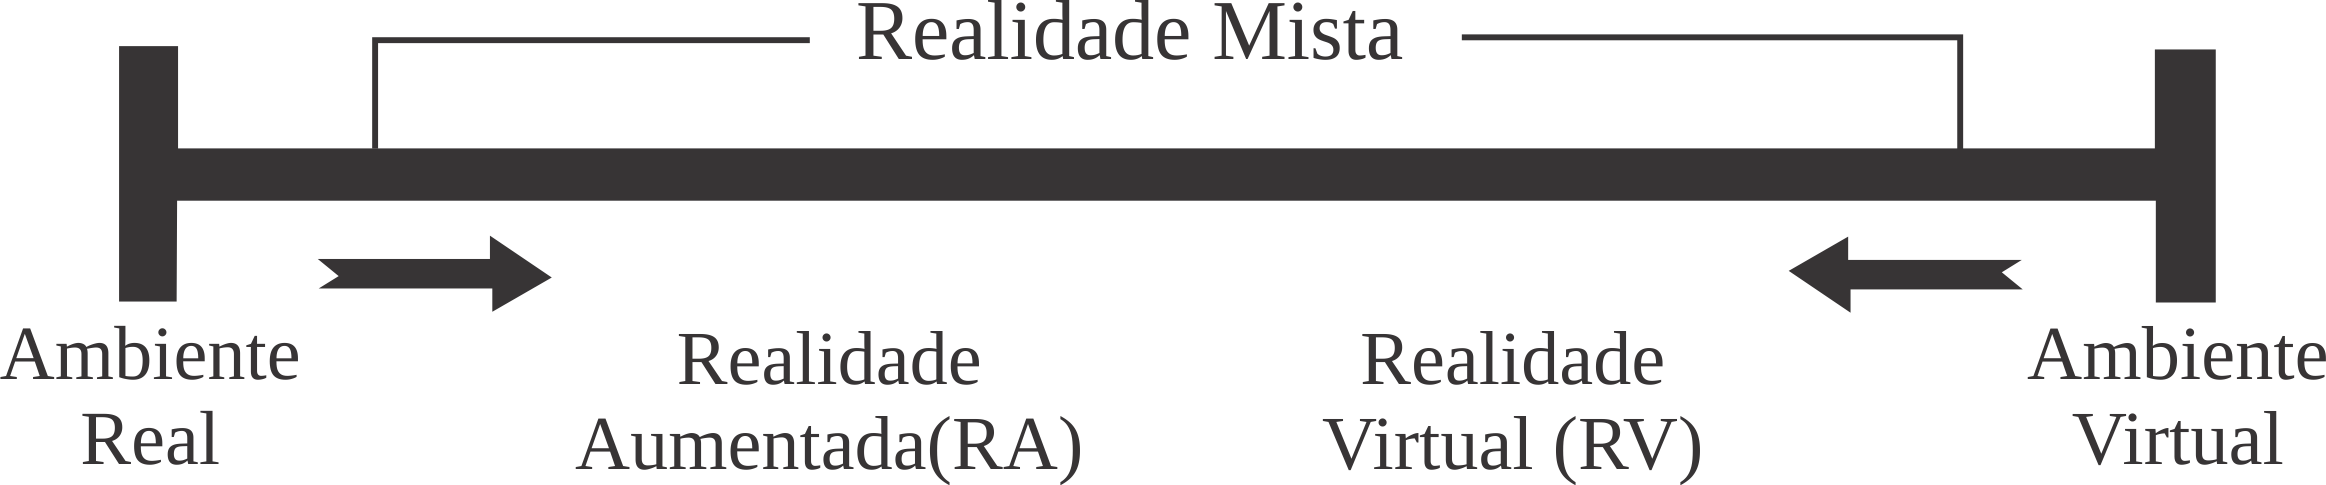 Realidade Mista
Ambiente
Real
Realidade
Aumentada(RA)
Realidade
Virtual (RV)
Ambiente
Virtual